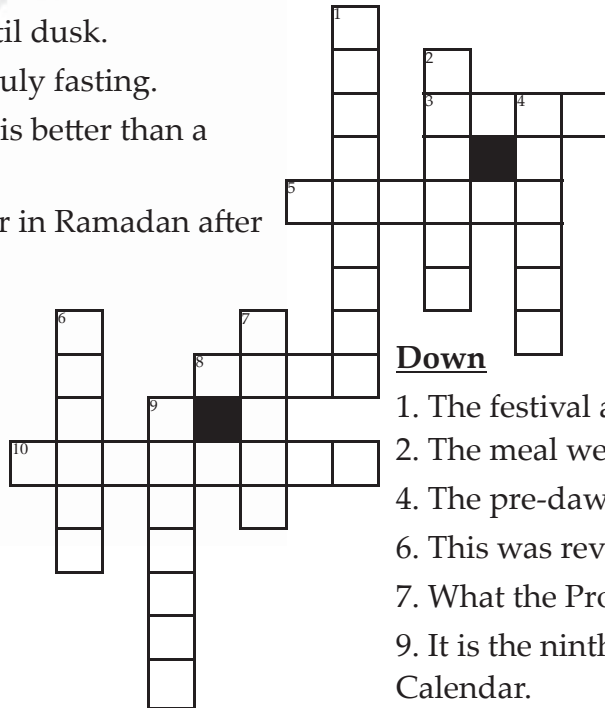 til dusk.
uly fasting.
is better than a
r in Ramadan after
1
2
3
4
5
6
7
8
9
10
Down
1. The festival a
2. The meal we
4. The pre-daw
6. This was rev
7. What the Pro
9. It is the ninth
Calendar.